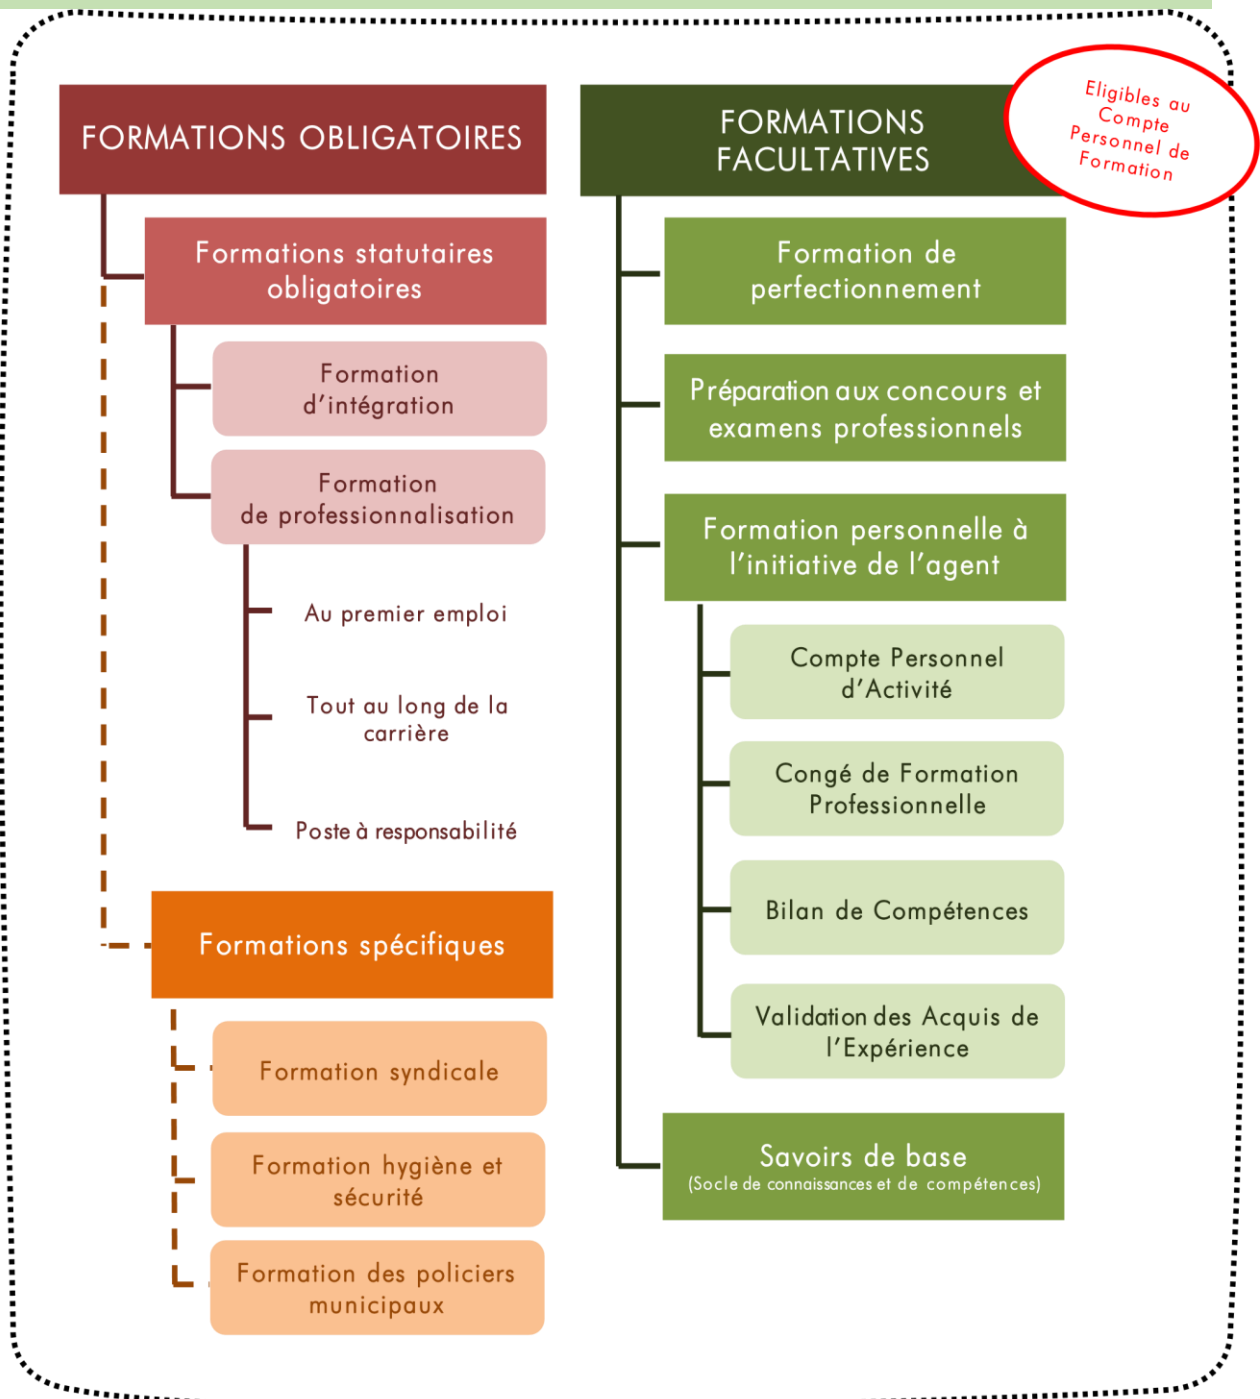 FORMATIONS OBLIGATOIRES
Formations statutaires
obligatoires
Formation
d’intégration
Formation
de professionnalisation
Au premier emploi
Tout au long de la
carrière
Poste à responsabilité
Formations spécifiques
Formation syndicale
Formation hygiène et
sécurité
Formation des policiers
municipaux
FORMATIONS
FACULTATIVES
Eligibles au
Compte
Personnel de
Formation
Formation de
perfectionnement
Préparation aux concours et
examens professionnels
Formation personnelle à
l’initiative de l’agent
Compte Personnel
d’Activité
Congé de Formation
Professionnelle
Bilan de Compétences
Validation des Acquis de
l’Expérience
Savoirs de base
(Socle de connaissances et de compétences)